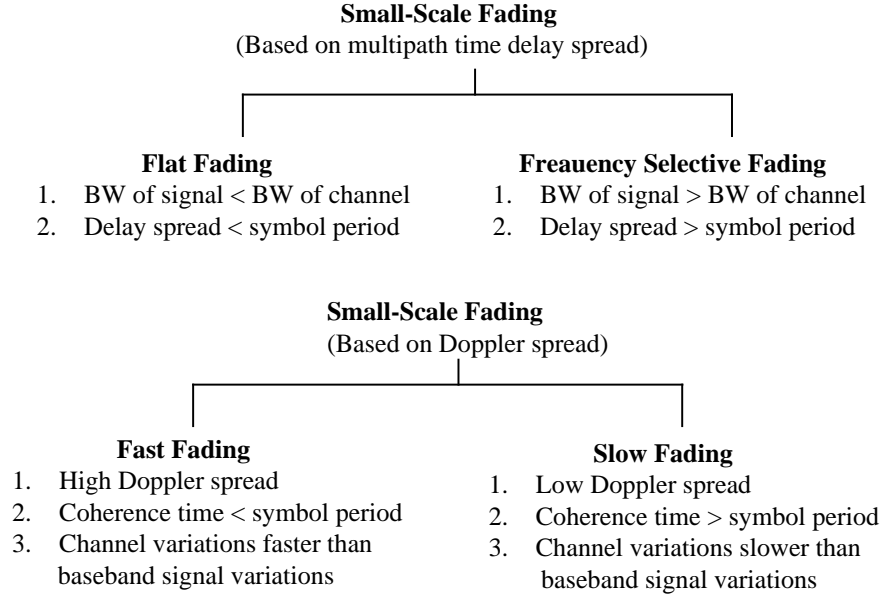 Small-Scale Fading
(Based on multipath time delay spread)
Flat Fading
1. BW of signal < BW of channel
2. Delay spread < symbol period
Freauency Selective Fading
1. BW of signal > BW of channel
2. Delay spread > symbol period
Small-Scale Fading
(Based on Doppler spread)
Fast Fading
1. High Doppler spread
2. Coherence time < symbol period
3. Channel variations faster than
baseband signal variations
Slow Fading
1. Low Doppler spread
2. Coherence time > symbol period
3. Channel variations slower than
baseband signal variations